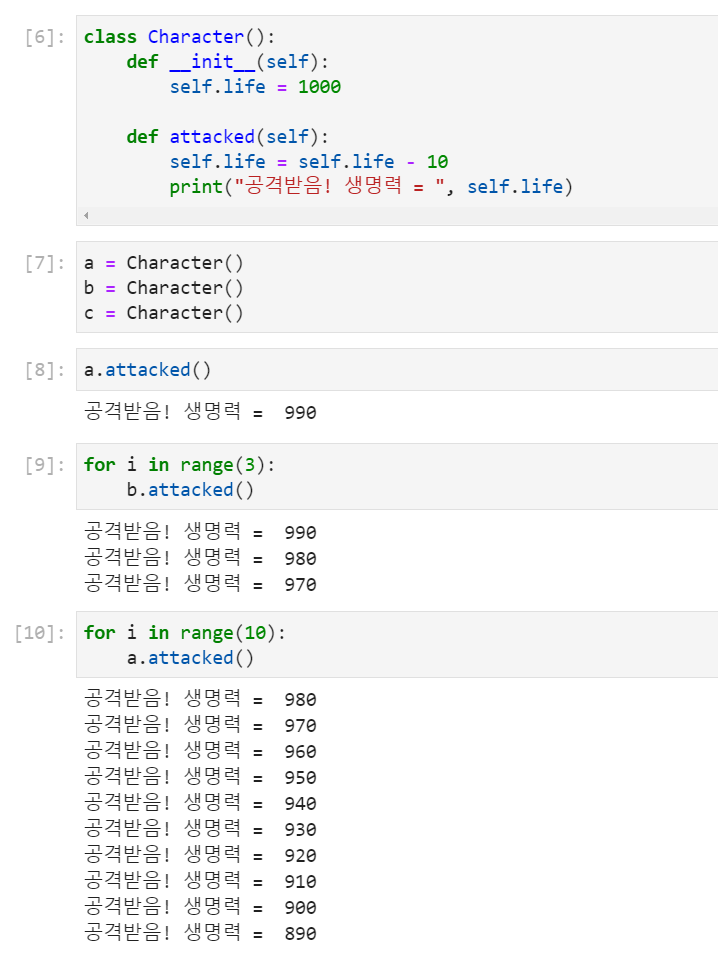 [6]: class Character():
    def __init__(self):
        self.life = 1000
    def attacked(self):
        self.life = self.life - 10
        print("공격받음! 생명력 = ", self.life)
[7]: a = Character()
b = Character()
c = Character()
[8]: a.attacked()
공격받음! 생명력 =  990
[9]: for i in range(3):
    b.attacked()
공격받음! 생명력 =  990
공격받음! 생명력 =  980
공격받음! 생명력 =  970
[10]: for i in range(10):
    a.attacked()
공격받음! 생명력 =  980
공격받음! 생명력 =  970
공격받음! 생명력 =  960
공격받음! 생명력 =  950
공격받음! 생명력 =  940
공격받음! 생명력 =  930
공격받음! 생명력 =  920
공격받음! 생명력 =  910
공격받음! 생명력 =  900
공격받음! 생명력 =  890